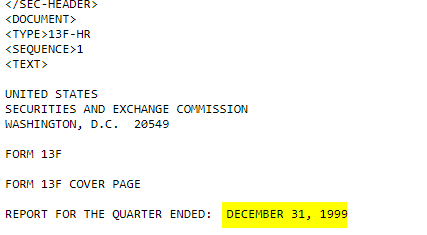 </SEC-HEADER>
<DOCUMENT>
<TYPE>13F-HR
<SEQUENCE>1
<TEXT>
UNITED STATES
SECURITIES AND EXCHANGE COMMISSION
WASHINGTON, D.C.  20549
FORM 13F
FORM 13F COVER PAGE
REPORT FOR THE QUARTER ENDED:  DECEMBER 31, 1999